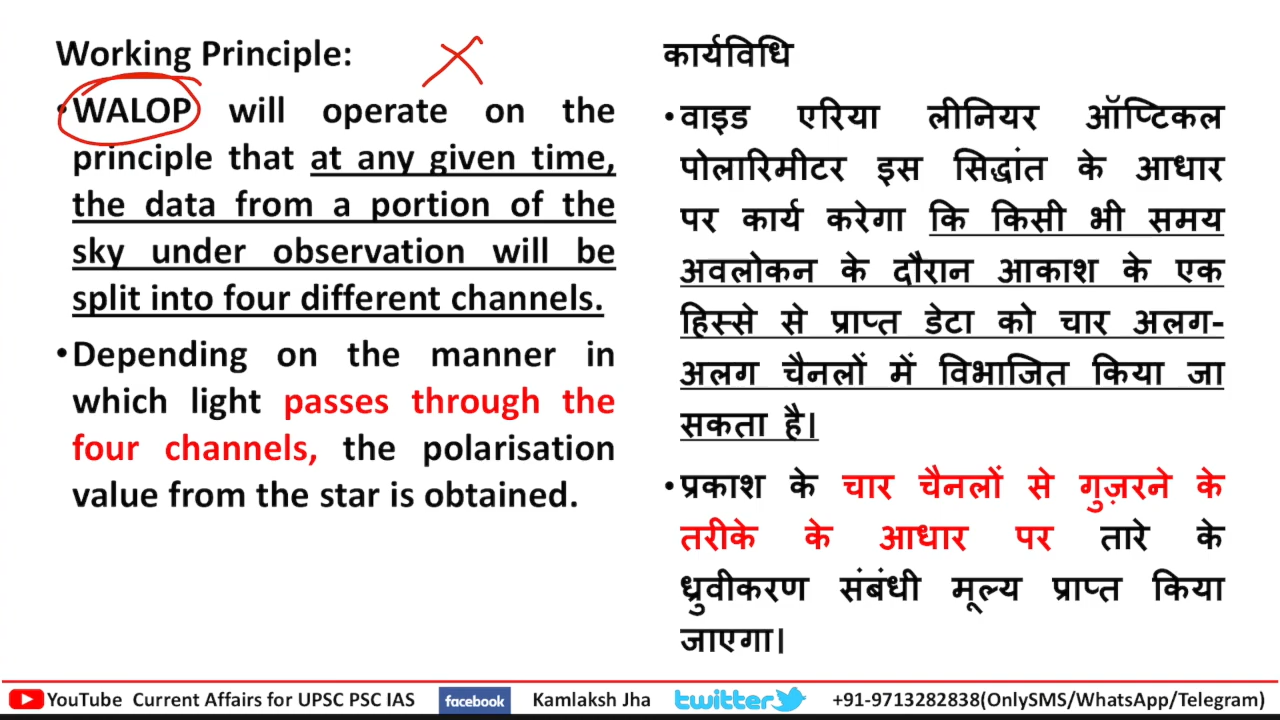 Working Principle:
•WALOP will operate on the
principle that at any given time,
the data from a portion of the
sky under observation will be
split into four different channels.
•Depending on the manner in
which light passes through the
four channels, the polarisation
value from the star is obtained.
कार्यविधि
•वाइड एरिया लीनियर ऑप्टिकल
पोलारिमीटर इस सिद्धांत के आधार
पर कार्य करेगा कि किसी भी समय
अवलोकन के दौरान आकाश के एक
हिस्से से प्राप्त डेटा को चार अलग-
अलग चैनलों में विभाजित किया जा
सकता है।
•प्रकाश के चार चैनलों से गुज़रने के
तरीके के आधार पर तारे के
ध्रुवीकरण संबंधी मूल्य प्राप्त किया
जाएगा।
YouTube Current Affairs for UPSC PSC IAS facebook Kamlaksh Jha twitter +91-9713282838(OnlySMS/WhatsApp/Telegram)